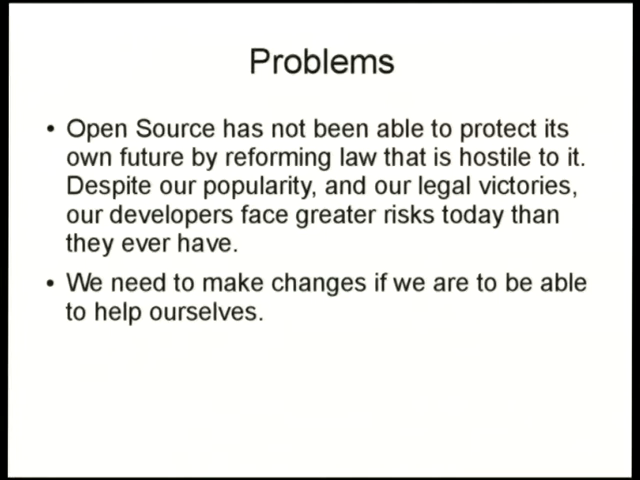 Problems
• Open Source has not been able to protect its
own future by reforming law that is hostile to it.
Despite our popularity, and our legal victories,
our developers face greater risks today than
they ever have.
• We need to make changes if we are to be able
to help ourselves.